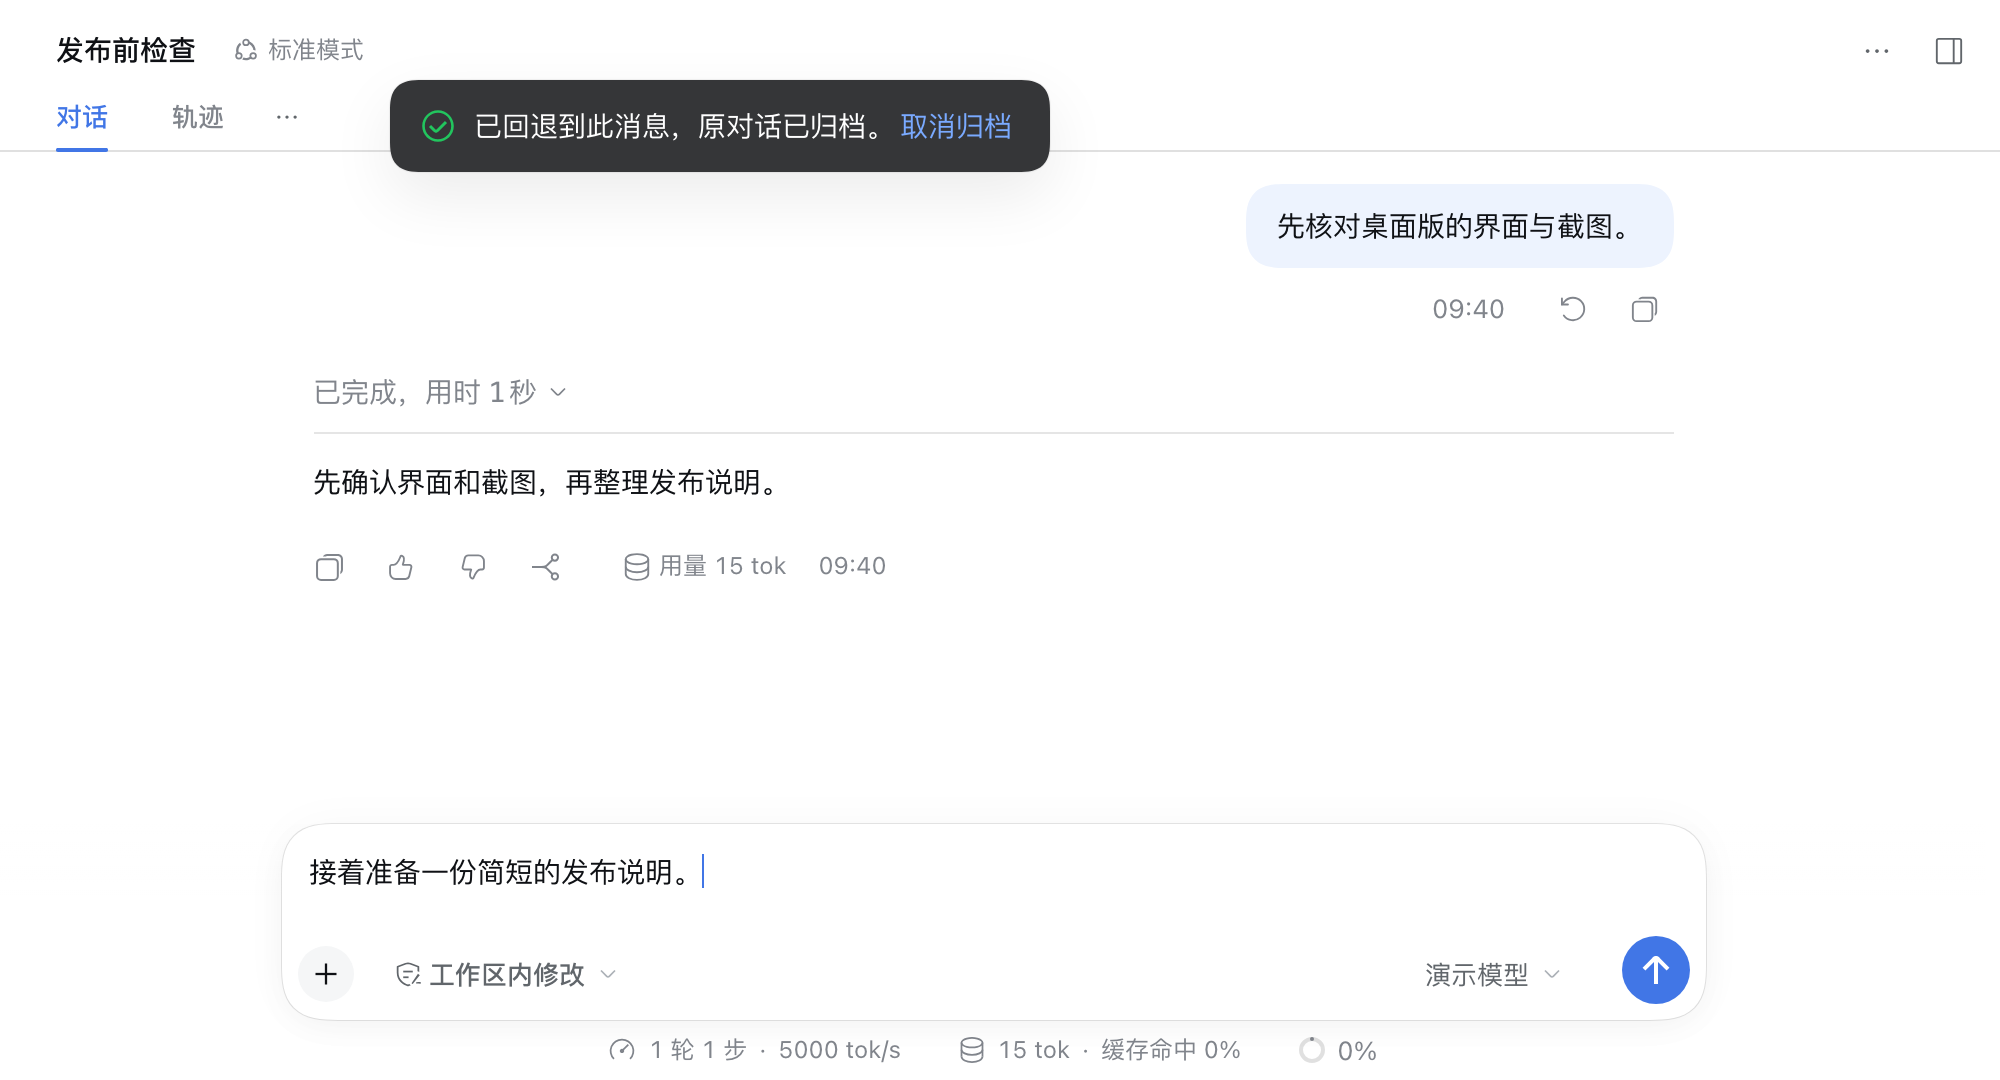 发布前检查 标准模式
对话 轨迹
已回退到此消息，原对话已归档。 取消归档
先核对桌面版的界面与截图。
09:40
已完成，用时 1 秒
先确认界面和截图，再整理发布说明。
用量 15 tok 09:40
接着准备一份简短的发布说明。
工作区内修改 演示模型
1 轮 1 步 · 5000 tok/s 15 tok · 缓存命中 0% 0%